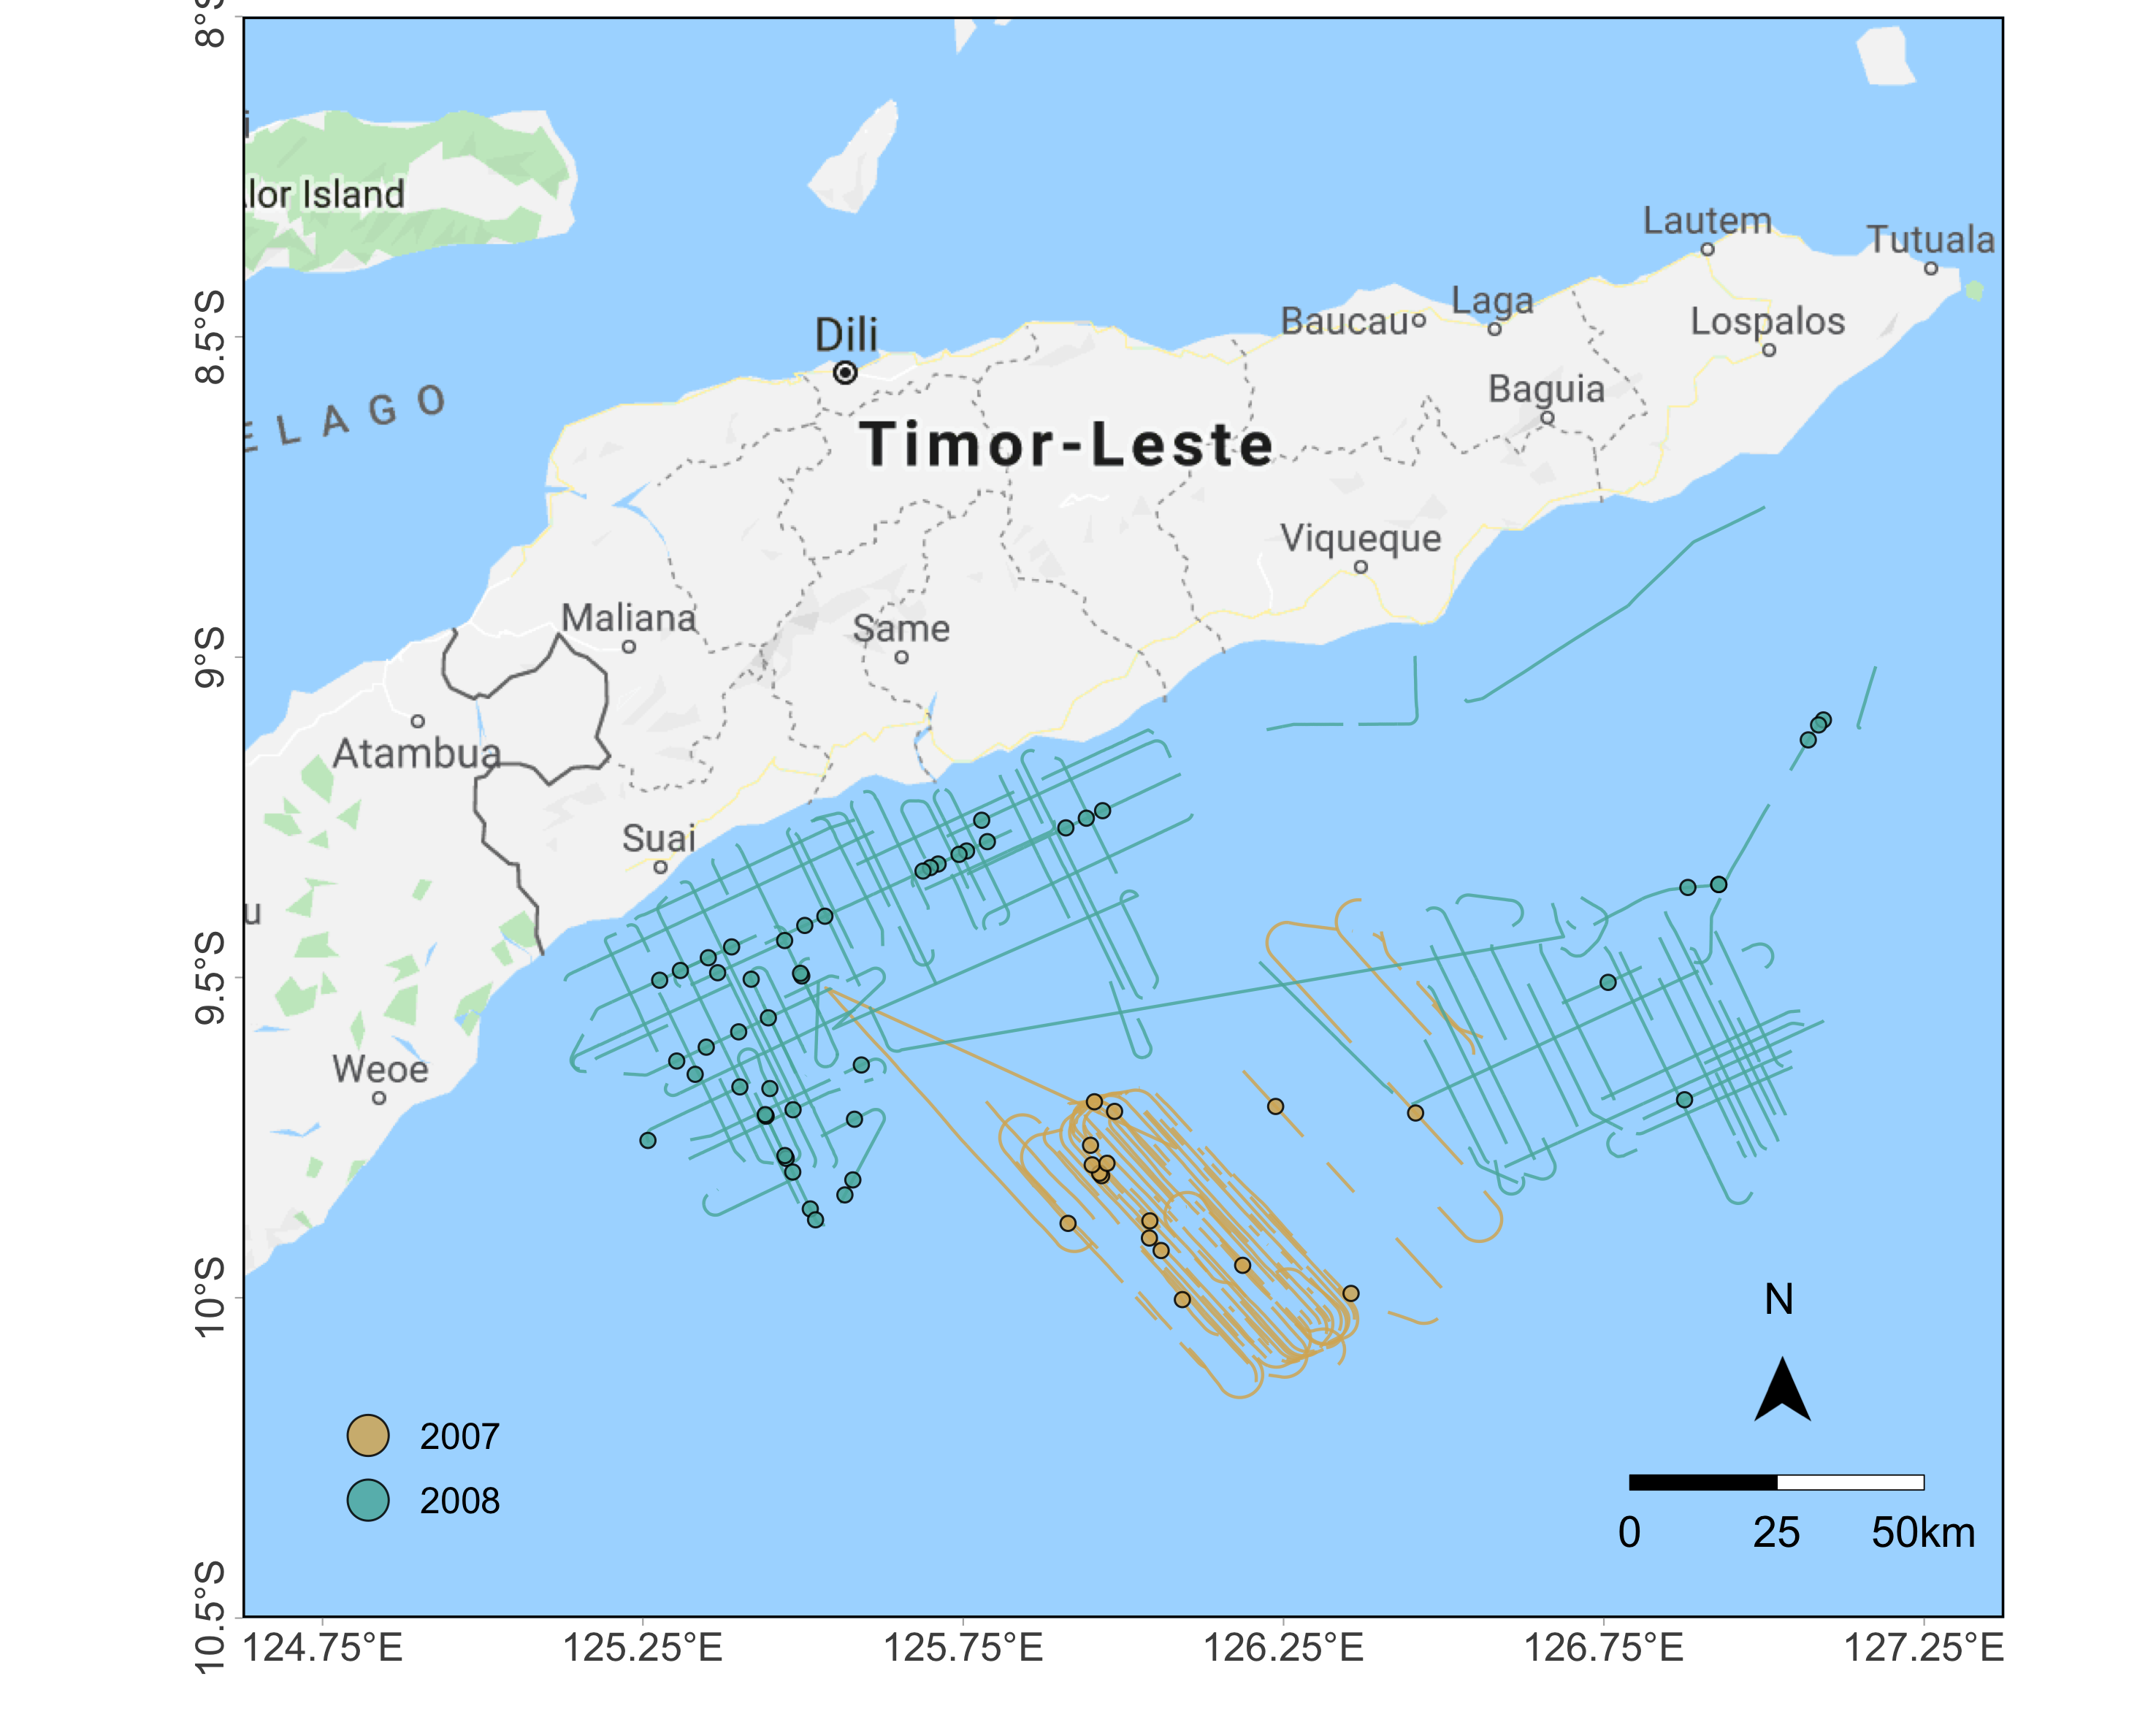 8°S
8.5°S
9°S
9.5°S
10°S
10.5°S
lor Island
ELAGO
Lautem
Tutuala
Laga
Baucau
Lospalos
Dili
Baguia
Timor-Leste
Viqueque
Maliana
Same
Atambua
Suai
u
Weoe
N
2007
2008
0 25 50km
124.75°E 125.25°E 125.75°E 126.25°E 126.75°E 127.25°E